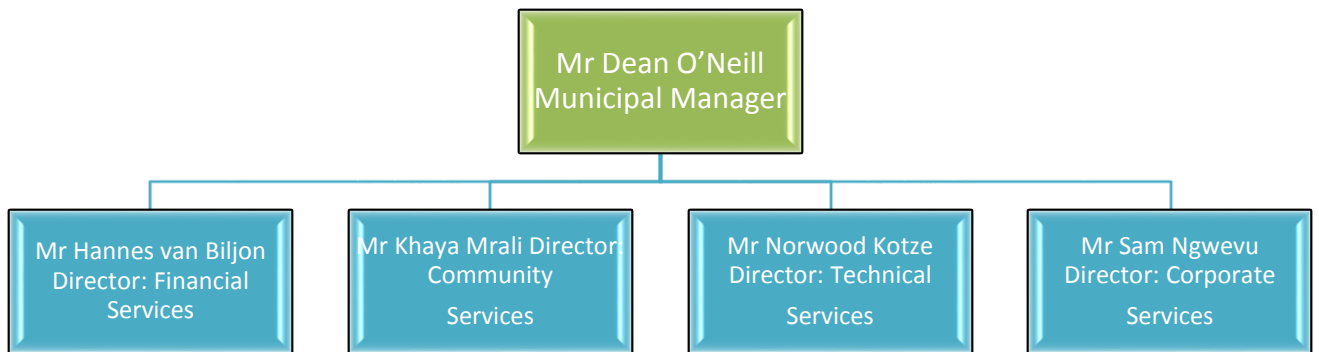 Mr Dean O’Neill
Municipal Manager
Mr Hannes van Biljon
Director: Financial
Services
Mr Khaya Mrali Director:
Community
Services
Mr Norwood Kotze
Director: Technical
Services
Mr Sam Ngwevu
Director: Corporate
Services